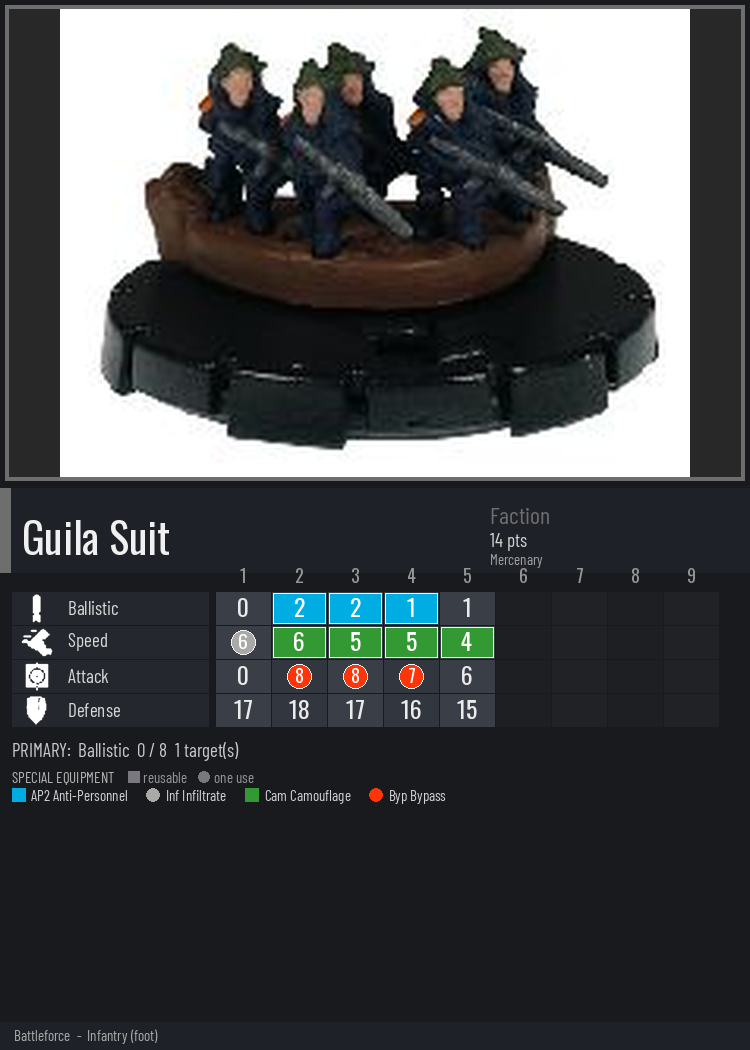 Guila Suit
Faction
14 pts
Mercenary
1 2 3 4 5 6 7 8 9
Ballistic 0 2 2 1 1
Speed 6 6 5 5 4
Attack 0 8 8 7 6
Defense 17 18 17 16 15
PRIMARY: Ballistic 0 / 8 1 target(s)
SPECIAL EQUIPMENT reusable one use
AP2 Anti-Personnel Inf Infiltrate Cam Camouflage Byp Bypass
Battleforce - Infantry (foot)